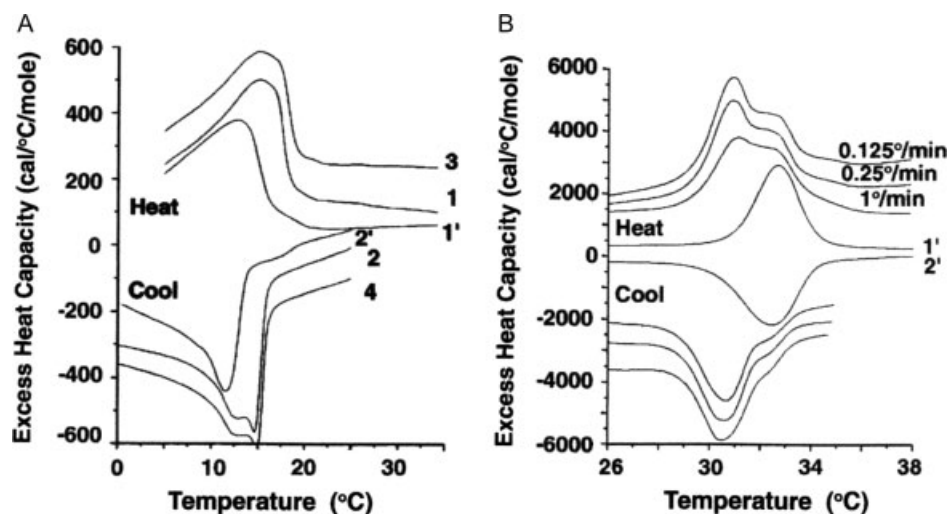 A
Excess Heat Capacity (cal/°C/mole)
600
400
200
0
-200
-400
-600
Heat
Cool
3
1
1'
2'
2
4
0
10
20
30
Temperature (°C)
B
Excess Heat Capacity (cal/°C/mole)
6000
4000
2000
0
-2000
-4000
-6000
Heat
Cool
0.125°/min
0.25°/min
1°/min
1'
2'
26
30
34
38
Temperature (°C)